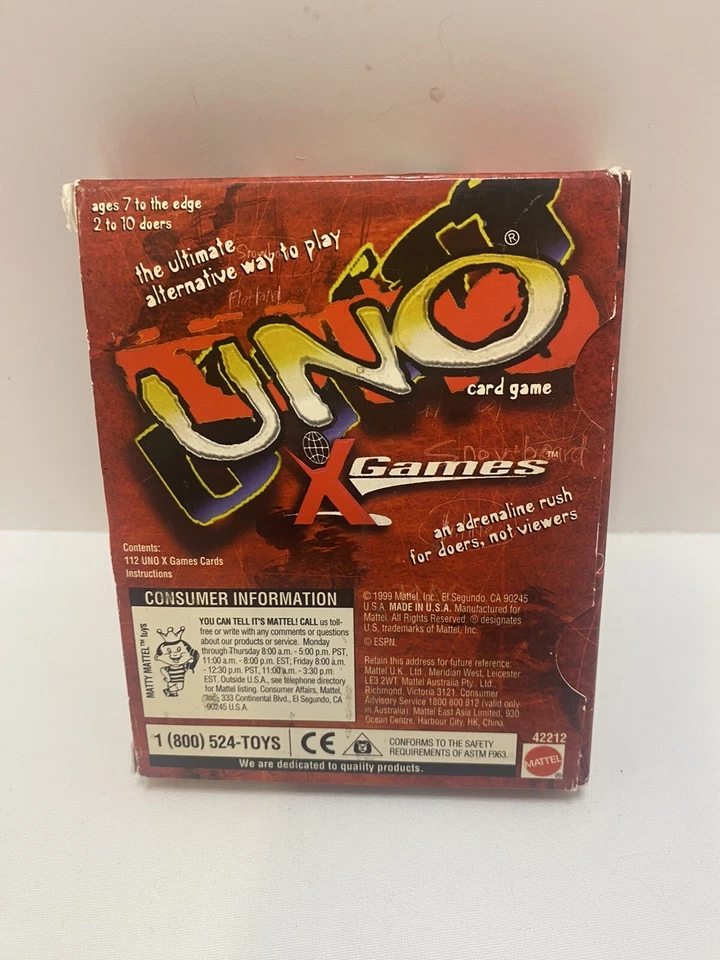 ages 7 to the edge
2 to 10 doers
the ultimate
alternative way to play
Flatland
UNO®
card game
Snowboard
X Games™
an adrenaline rush
for doers, not viewers
Contents:
112 UNO X Games Cards
Instructions
CONSUMER INFORMATION
MATTY MATTEL™ toys
YOU CAN TELL IT'S MATTEL! CALL us toll-
free or write with any comments or questions
about our products or service. Monday
through Thursday 8:00 a.m. - 5:00 p.m. PST,
11:00 a.m. - 8:00 p.m. EST; Friday 8:00 a.m.
- 12:30 p.m. PST, 11:00 a.m. - 3:30 p.m.
EST. Outside U.S.A., see telephone directory
for Mattel listing. Consumer Affairs, Mattel,
Inc., 333 Continental Blvd., El Segundo, CA
90245 U.S.A.
© 1999 Mattel, Inc., El Segundo, CA 90245
U.S.A. MADE IN U.S.A. Manufactured for
Mattel. All Rights Reserved. ® designates
U.S. trademarks of Mattel, Inc.
© ESPN.
Retain this address for future reference:
Mattel U.K. Ltd., Meridian West, Leicester
LE3 2WT. Mattel Australia Pty. Ltd.,
Richmond, Victoria 3121. Consumer
Advisory Service 1800 800 812 (valid only
in Australia). Mattel East Asia Limited, 930
Ocean Centre, Harbour City, HK, China.
1 (800) 524-TOYS
CE
CONFORMS TO THE SAFETY
REQUIREMENTS OF ASTM F963.
42212
MATTEL®
We are dedicated to quality products.